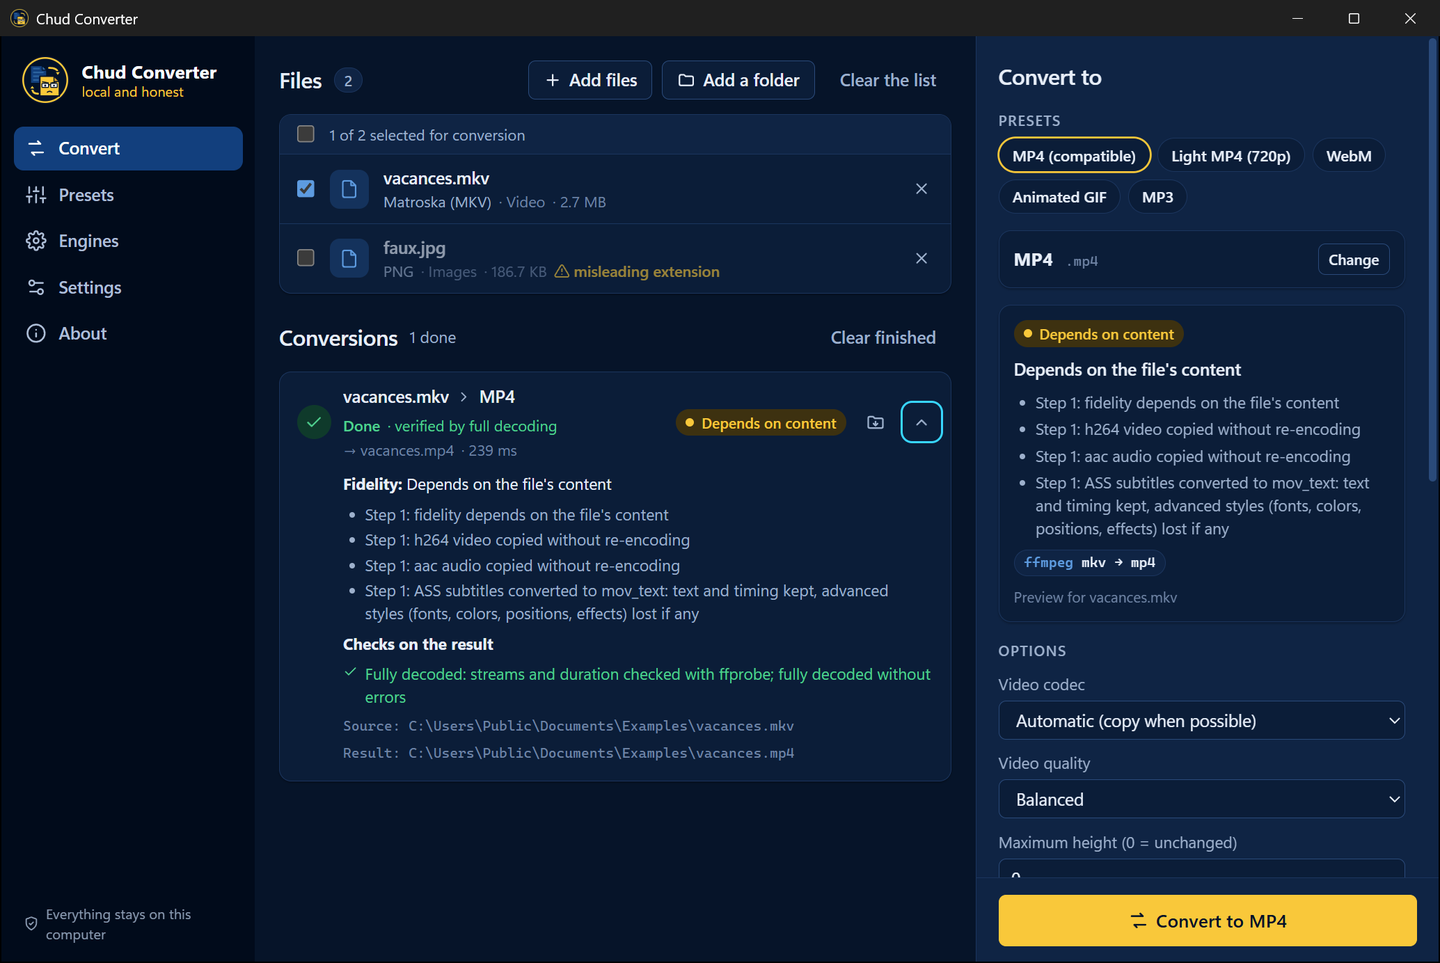 Chud Converter
Chud Converter
local and honest
Convert
Presets
Engines
Settings
About
Everything stays on this
computer
Files 2
Add files
Add a folder
Clear the list
1 of 2 selected for conversion
vacances.mkv
Matroska (MKV) · Video · 2.7 MB
faux.jpg
PNG · Images · 186.7 KB misleading extension
Conversions 1 done
Clear finished
vacances.mkv > MP4
Done · verified by full decoding
→ vacances.mp4 · 239 ms
Depends on content
Fidelity: Depends on the file's content
• Step 1: fidelity depends on the file's content
• Step 1: h264 video copied without re-encoding
• Step 1: aac audio copied without re-encoding
• Step 1: ASS subtitles converted to mov_text: text and timing kept, advanced
styles (fonts, colors, positions, effects) lost if any
Checks on the result
Fully decoded: streams and duration checked with ffprobe; fully decoded without
errors
Source: C:\Users\Public\Documents\Examples\vacances.mkv
Result: C:\Users\Public\Documents\Examples\vacances.mp4
Convert to
PRESETS
MP4 (compatible)
Light MP4 (720p)
WebM
Animated GIF
MP3
MP4 .mp4
Change
Depends on content
Depends on the file's content
• Step 1: fidelity depends on the file's content
• Step 1: h264 video copied without re-encoding
• Step 1: aac audio copied without re-encoding
• Step 1: ASS subtitles converted to mov_text: text
and timing kept, advanced styles (fonts, colors,
positions, effects) lost if any
ffmpeg mkv → mp4
Preview for vacances.mkv
OPTIONS
Video codec
Automatic (copy when possible)
Video quality
Balanced
Maximum height (0 = unchanged)
0
Convert to MP4